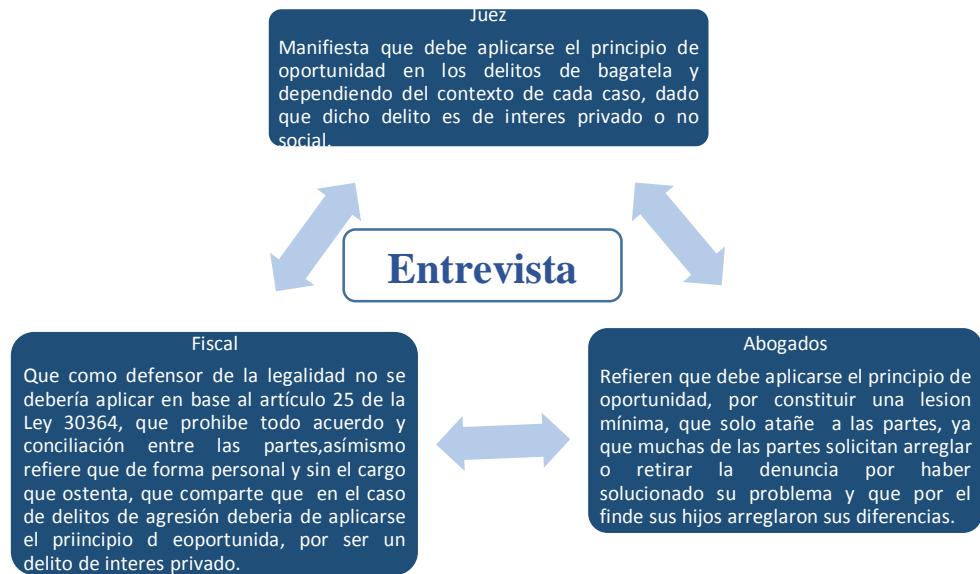 Juez
Manifiesta que debe aplicarse el principio de
oportunidad en los delitos de bagatela y
dependiendo del contexto de cada caso, dado
que dicho delito es de interes privado o no
social.
Entrevista
Fiscal
Que como defensor de la legalidad no se
debería aplicar en base al artículo 25 de la
Ley 30364, que prohibe todo acuerdo y
conciliación entre las partes,asímismo
refiere que de forma personal y sin el cargo
que ostenta, que comparte que en el caso
de delitos de agresión deberia de aplicarse
el priincipio d eoportunida, por ser un
delito de interes privado.
Abogados
Refieren que debe aplicarse el principio de
oportunidad, por constituir una lesion
mínima, que solo atañe a las partes, ya
que muchas de las partes solicitan arreglar
o retirar la denuncia por haber
solucionado su problema y que por el
finde sus hijos arreglaron sus diferencias.